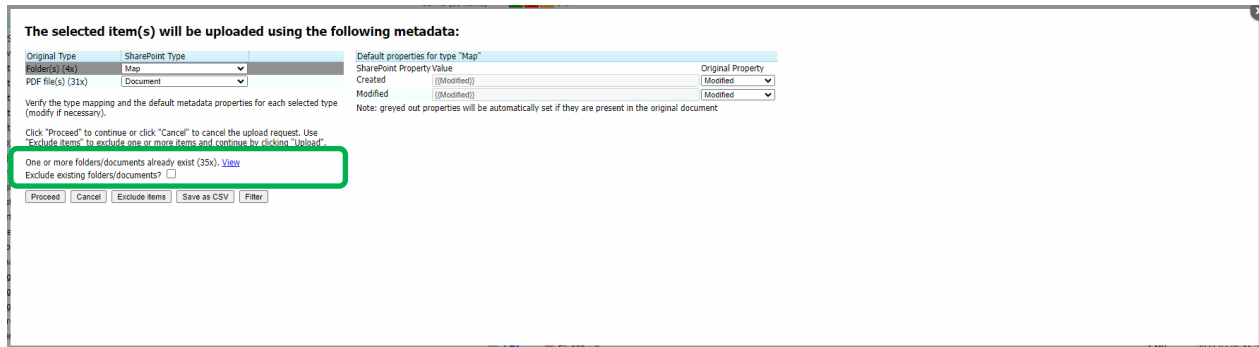 The selected item(s) will be uploaded using the following metadata:
Original Type SharePoint Type
Folder(s) (4x) Map
PDF file(s) (31x) Document
Verify the type mapping and the default metadata properties for each selected type
(modify if necessary).
Click "Proceed" to continue or click "Cancel" to cancel the upload request. Use
"Exclude items" to exclude one or more items and continue by clicking "Upload".
One or more folders/documents already exist (35x). View
Exclude existing folders/documents?
Proceed Cancel Exclude items Save as CSV Filter
Default properties for type "Map"
SharePoint Property Value Original Property
Created {{Modified}} Modified
Modified {{Modified}} Modified
Note: greyed out properties will be automatically set if they are present in the original document